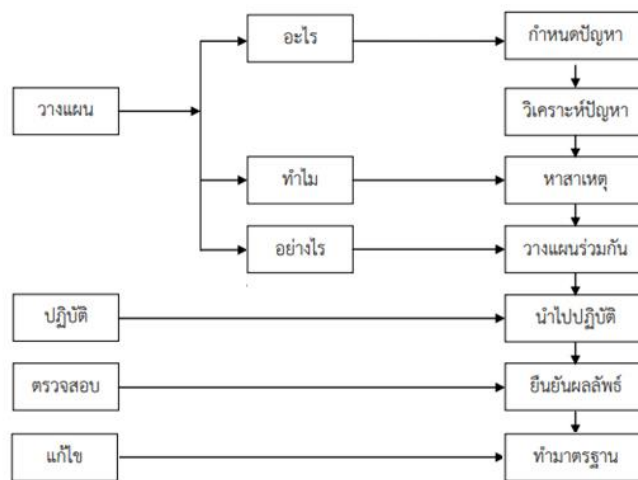 อะไร
กำหนดปัญหา
วางแผน
วิเคราะห์ปัญหา
ทำไม
หาสาเหตุ
อย่างไร
วางแผนร่วมกัน
ปฏิบัติ
นำไปปฏิบัติ
ตรวจสอบ
ยืนยันผลลัพธ์
แก้ไข
ทำมาตรฐาน